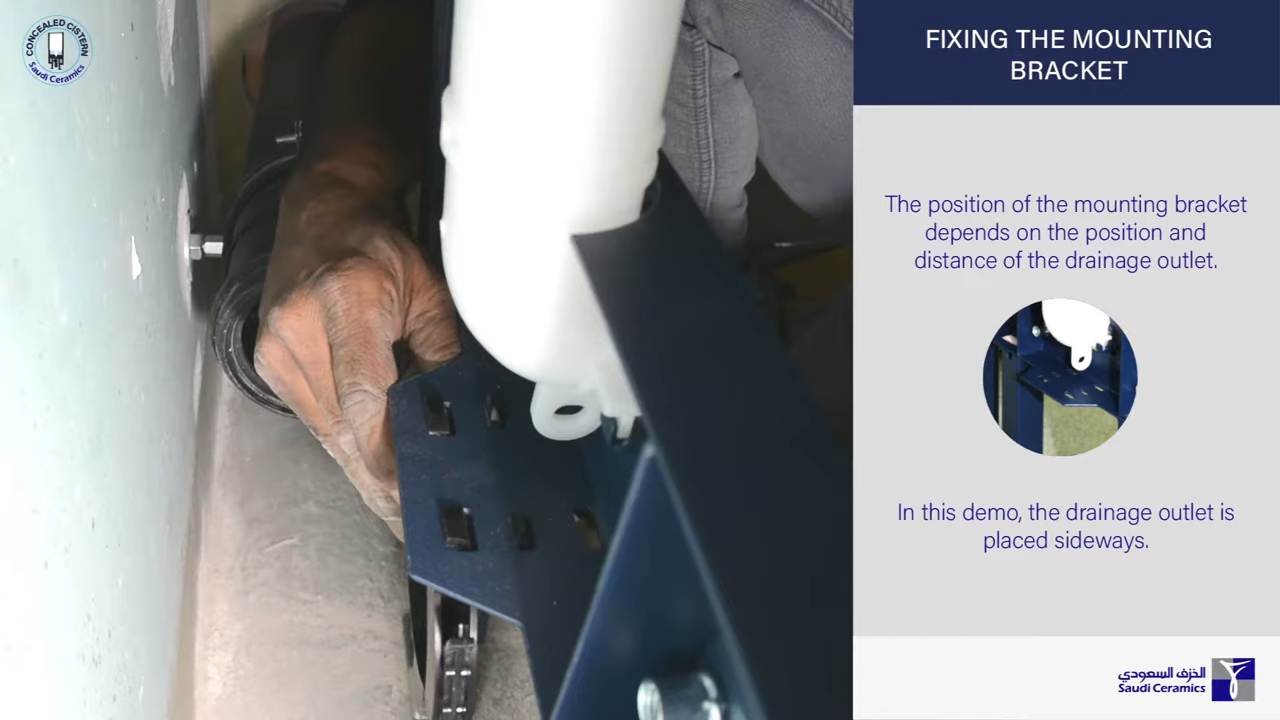 CONCEALED CISTERN
Saudi Ceramics
FIXING THE MOUNTING
BRACKET
The position of the mounting bracket
depends on the position and
distance of the drainage outlet.
In this demo, the drainage outlet is
placed sideways.
الخزف السعودي
Saudi Ceramics